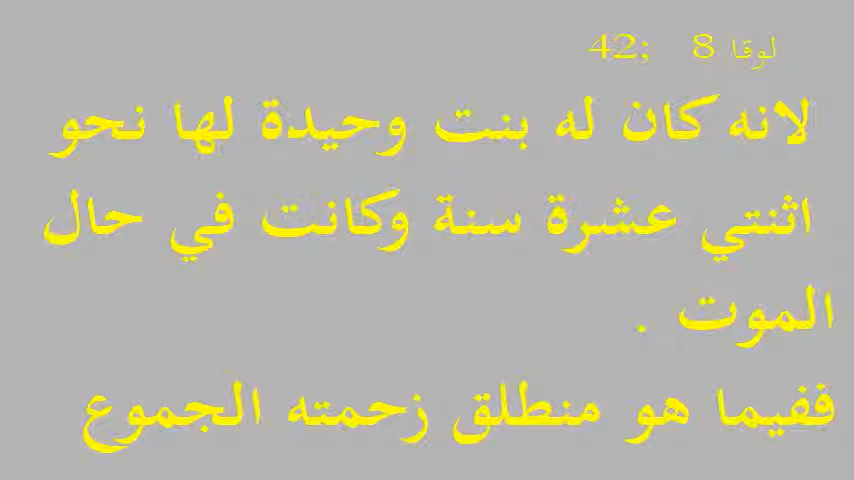 لوقا 8 ;42
لانه كان له بنت وحيدة لها نحو
اثنتي عشرة سنة وكانت في حال
الموت .
ففيما هو منطلق زحمته الجموع